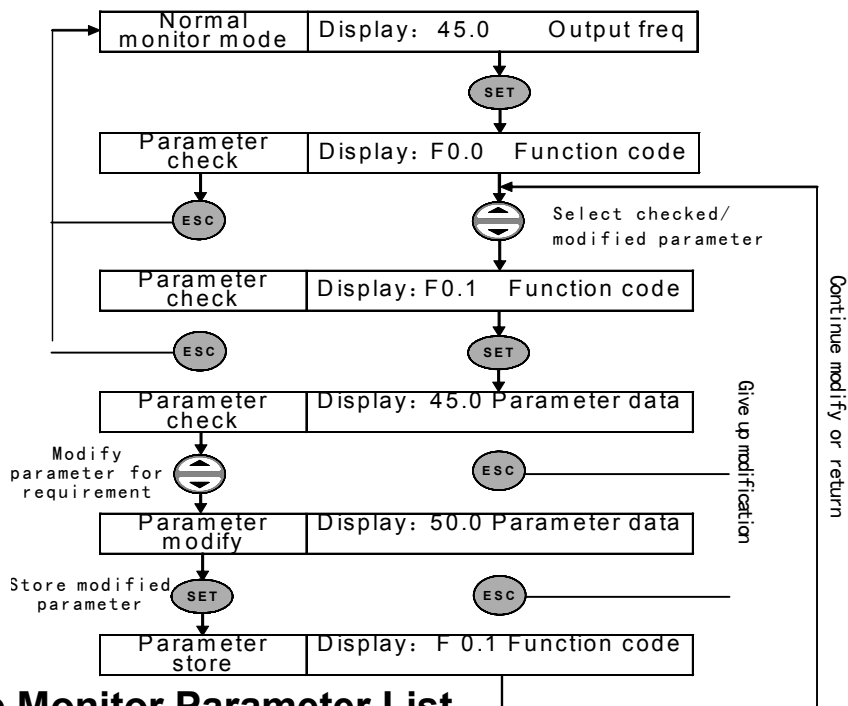 Normal
monitor mode
Display: 45.0 Output freq
SET
Parameter
check
Display: F0.0 Function code
ESC
Select checked/
modified parameter
Parameter
check
Display: F0.1 Function code
ESC
SET
Parameter
check
Display: 45.0 Parameter data
Modify
parameter for
requirement
ESC
Parameter
modify
Display: 50.0 Parameter data
Store modified
parameter
SET
ESC
Parameter
store
Display: F 0.1 Function code
Give up modification
Continue modify or return
Monitor Parameter List